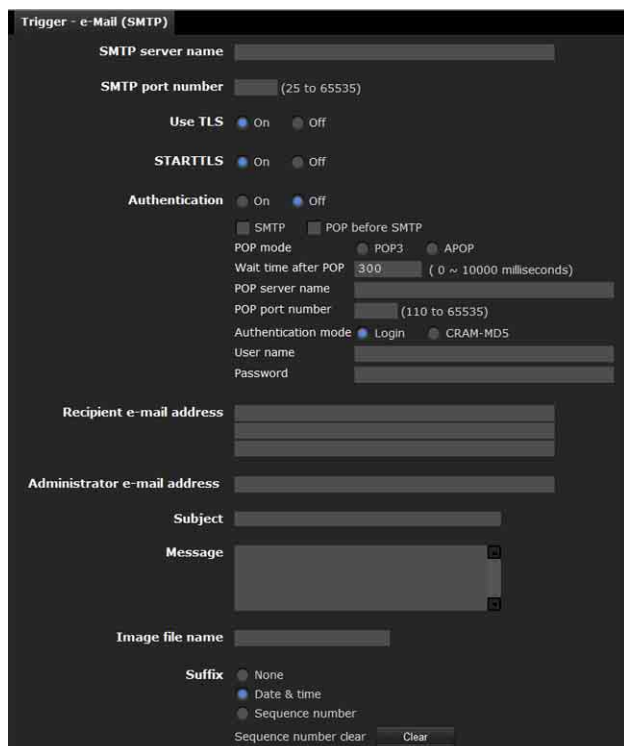 Trigger - e-Mail (SMTP)
SMTP server name
SMTP port number (25 to 65535)
Use TLS On Off
STARTTLS On Off
Authentication On Off
SMTP POP before SMTP
POP mode POP3 APOP
Wait time after POP 300 ( 0 ~ 10000 milliseconds)
POP server name
POP port number (110 to 65535)
Authentication mode Login CRAM-MD5
User name
Password
Recipient e-mail address
Administrator e-mail address
Subject
Message
Image file name
Suffix None
Date & time
Sequence number
Sequence number clear Clear